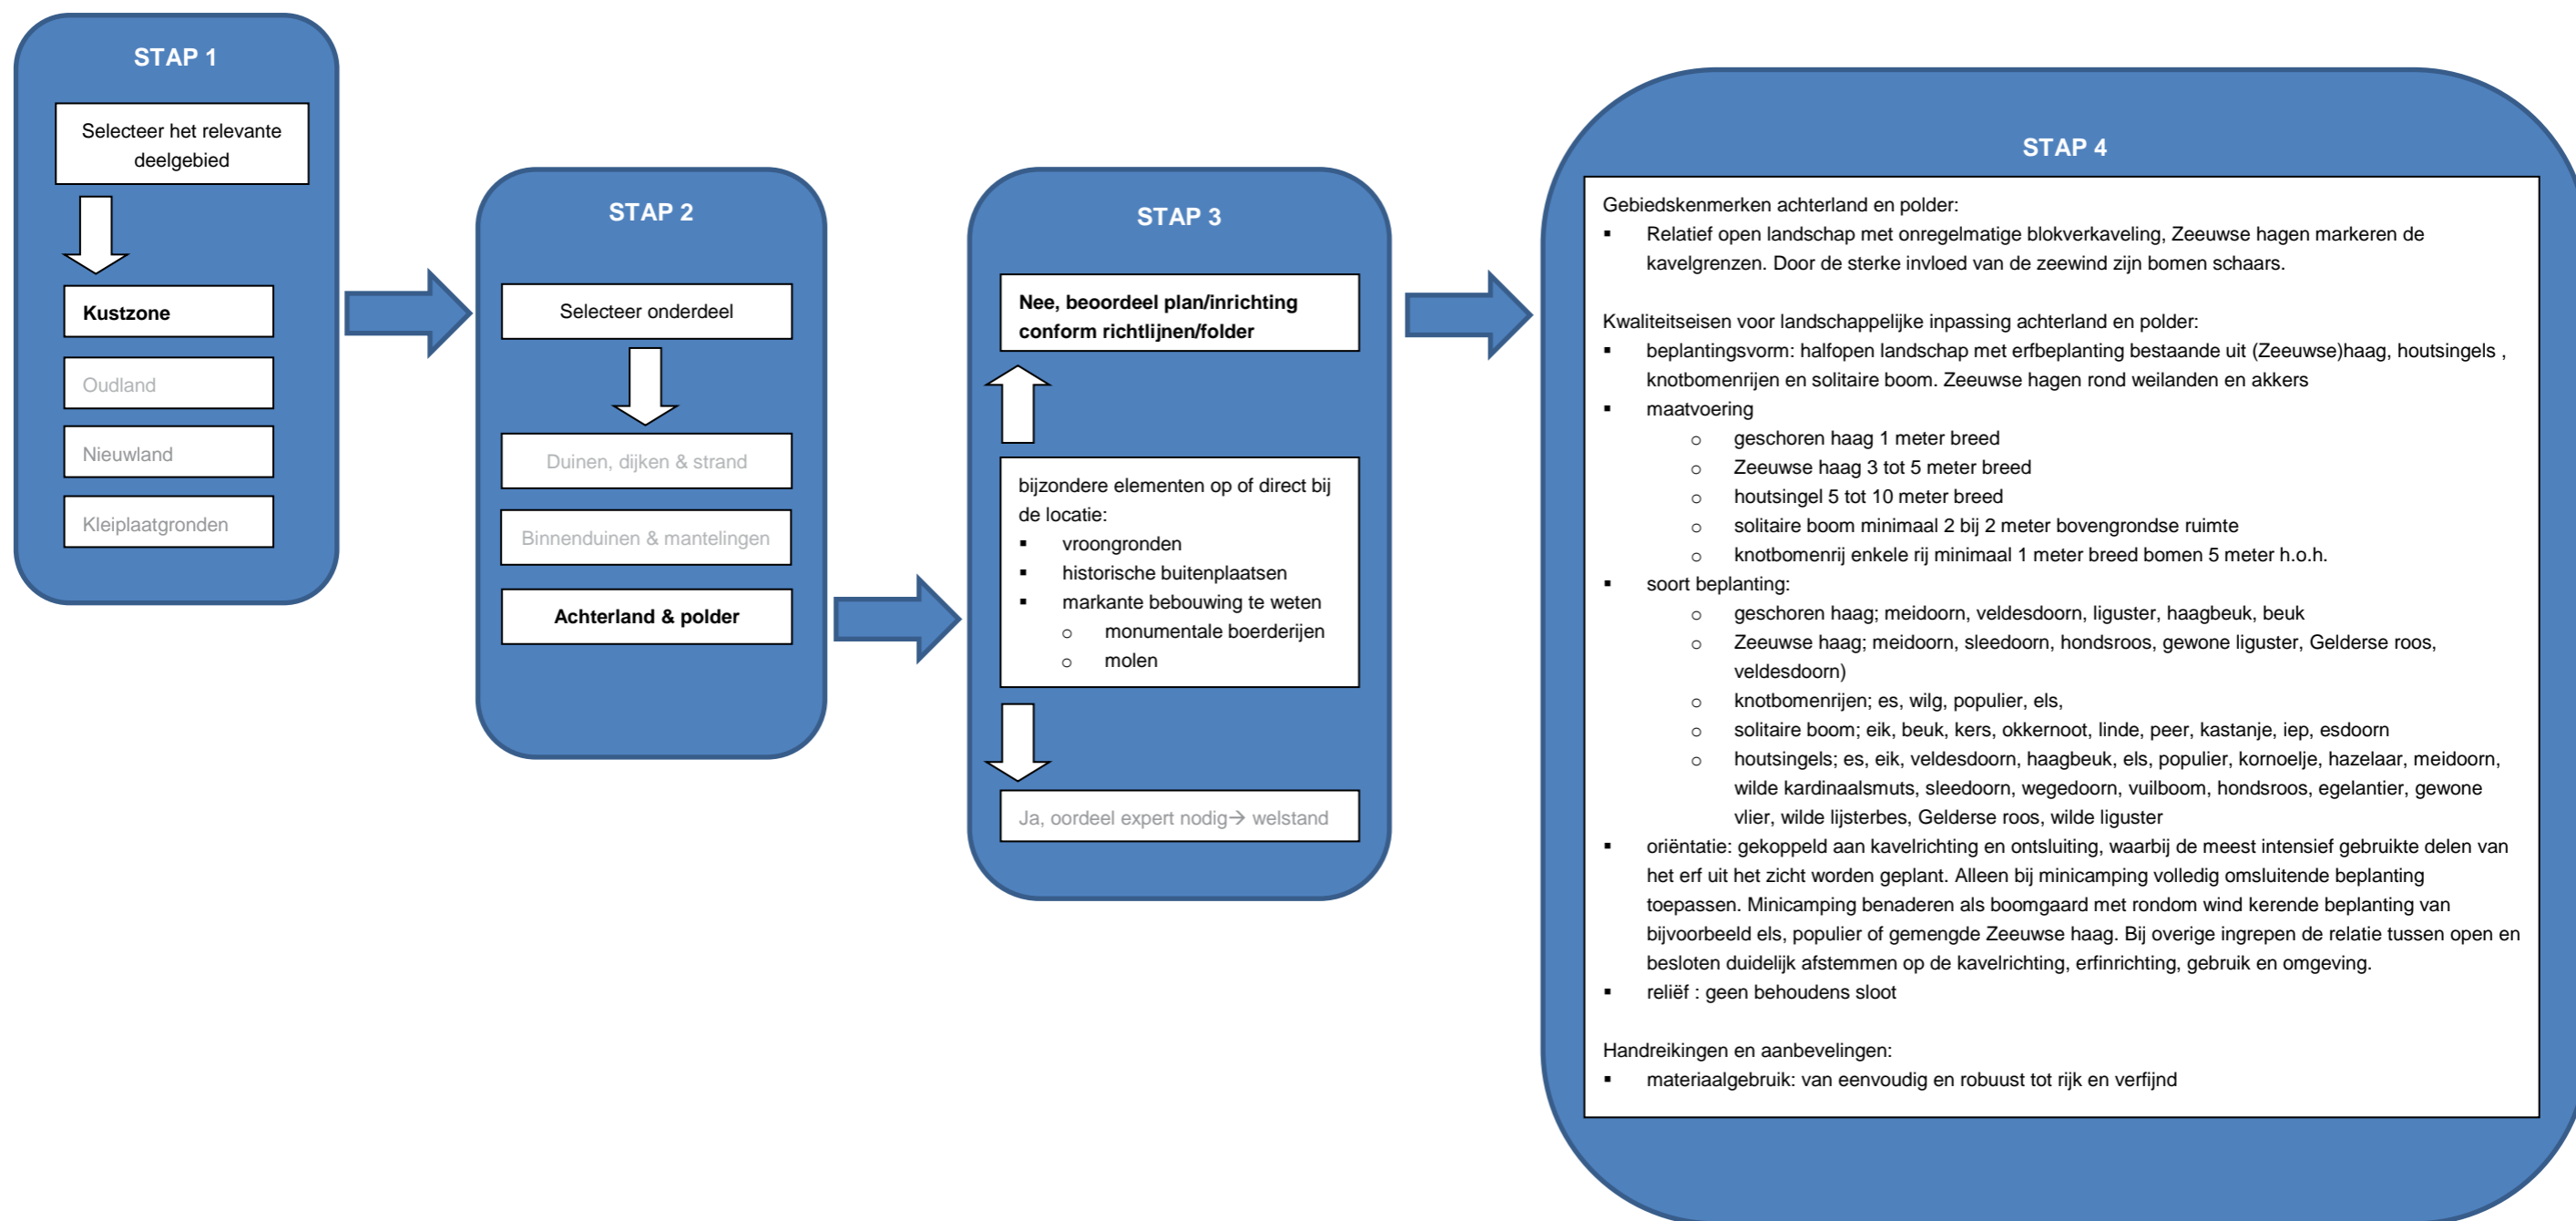 STAP 1
Selecteer het relevante
deelgebied
Kustzone
Oudland
Nieuwland
Kleiplaatgronden
STAP 2
Selecteer onderdeel
Duinen, dijken & strand
Binnenduinen & mantelingen
Achterland & polder
STAP 3
Nee, beoordeel plan/inrichting
conform richtlijnen/folder
bijzondere elementen op of direct bij
de locatie:
▪ vroongronden
▪ historische buitenplaatsen
▪ markante bebouwing te weten
o monumentale boerderijen
o molen
Ja, oordeel expert nodig→ welstand
STAP 4
Gebiedskenmerken achterland en polder:
▪ Relatief open landschap met onregelmatige blokverkaveling, Zeeuwse hagen markeren de
kavelgrenzen. Door de sterke invloed van de zeewind zijn bomen schaars.
Kwaliteitseisen voor landschappelijke inpassing achterland en polder:
▪ beplantingsvorm: halfopen landschap met erfbeplanting bestaande uit (Zeeuwse)haag, houtsingels ,
knotbomenrijen en solitaire boom. Zeeuwse hagen rond weilanden en akkers
▪ maatvoering
o geschoren haag 1 meter breed
o Zeeuwse haag 3 tot 5 meter breed
o houtsingel 5 tot 10 meter breed
o solitaire boom minimaal 2 bij 2 meter bovengrondse ruimte
o knotbomenrij enkele rij minimaal 1 meter breed bomen 5 meter h.o.h.
▪ soort beplanting:
o geschoren haag; meidoorn, veldesdoorn, liguster, haagbeuk, beuk
o Zeeuwse haag; meidoorn, sleedoorn, hondsroos, gewone liguster, Gelderse roos,
veldesdoorn)
o knotbomenrijen; es, wilg, populier, els,
o solitaire boom; eik, beuk, kers, okkernoot, linde, peer, kastanje, iep, esdoorn
o houtsingels; es, eik, veldesdoorn, haagbeuk, els, populier, kornoelje, hazelaar, meidoorn,
wilde kardinaalsmuts, sleedoorn, wegedoorn, vuilboom, hondsroos, egelantier, gewone
vlier, wilde lijsterbes, Gelderse roos, wilde liguster
▪ oriëntatie: gekoppeld aan kavelrichting en ontsluiting, waarbij de meest intensief gebruikte delen van
het erf uit het zicht worden geplant. Alleen bij minicamping volledig omsluitende beplanting
toepassen. Minicamping benaderen als boomgaard met rondom wind kerende beplanting van
bijvoorbeeld els, populier of gemengde Zeeuwse haag. Bij overige ingrepen de relatie tussen open en
besloten duidelijk afstemmen op de kavelrichting, erfinrichting, gebruik en omgeving.
▪ reliëf : geen behoudens sloot
Handreikingen en aanbevelingen:
▪ materiaalgebruik: van eenvoudig en robuust tot rijk en verfijnd